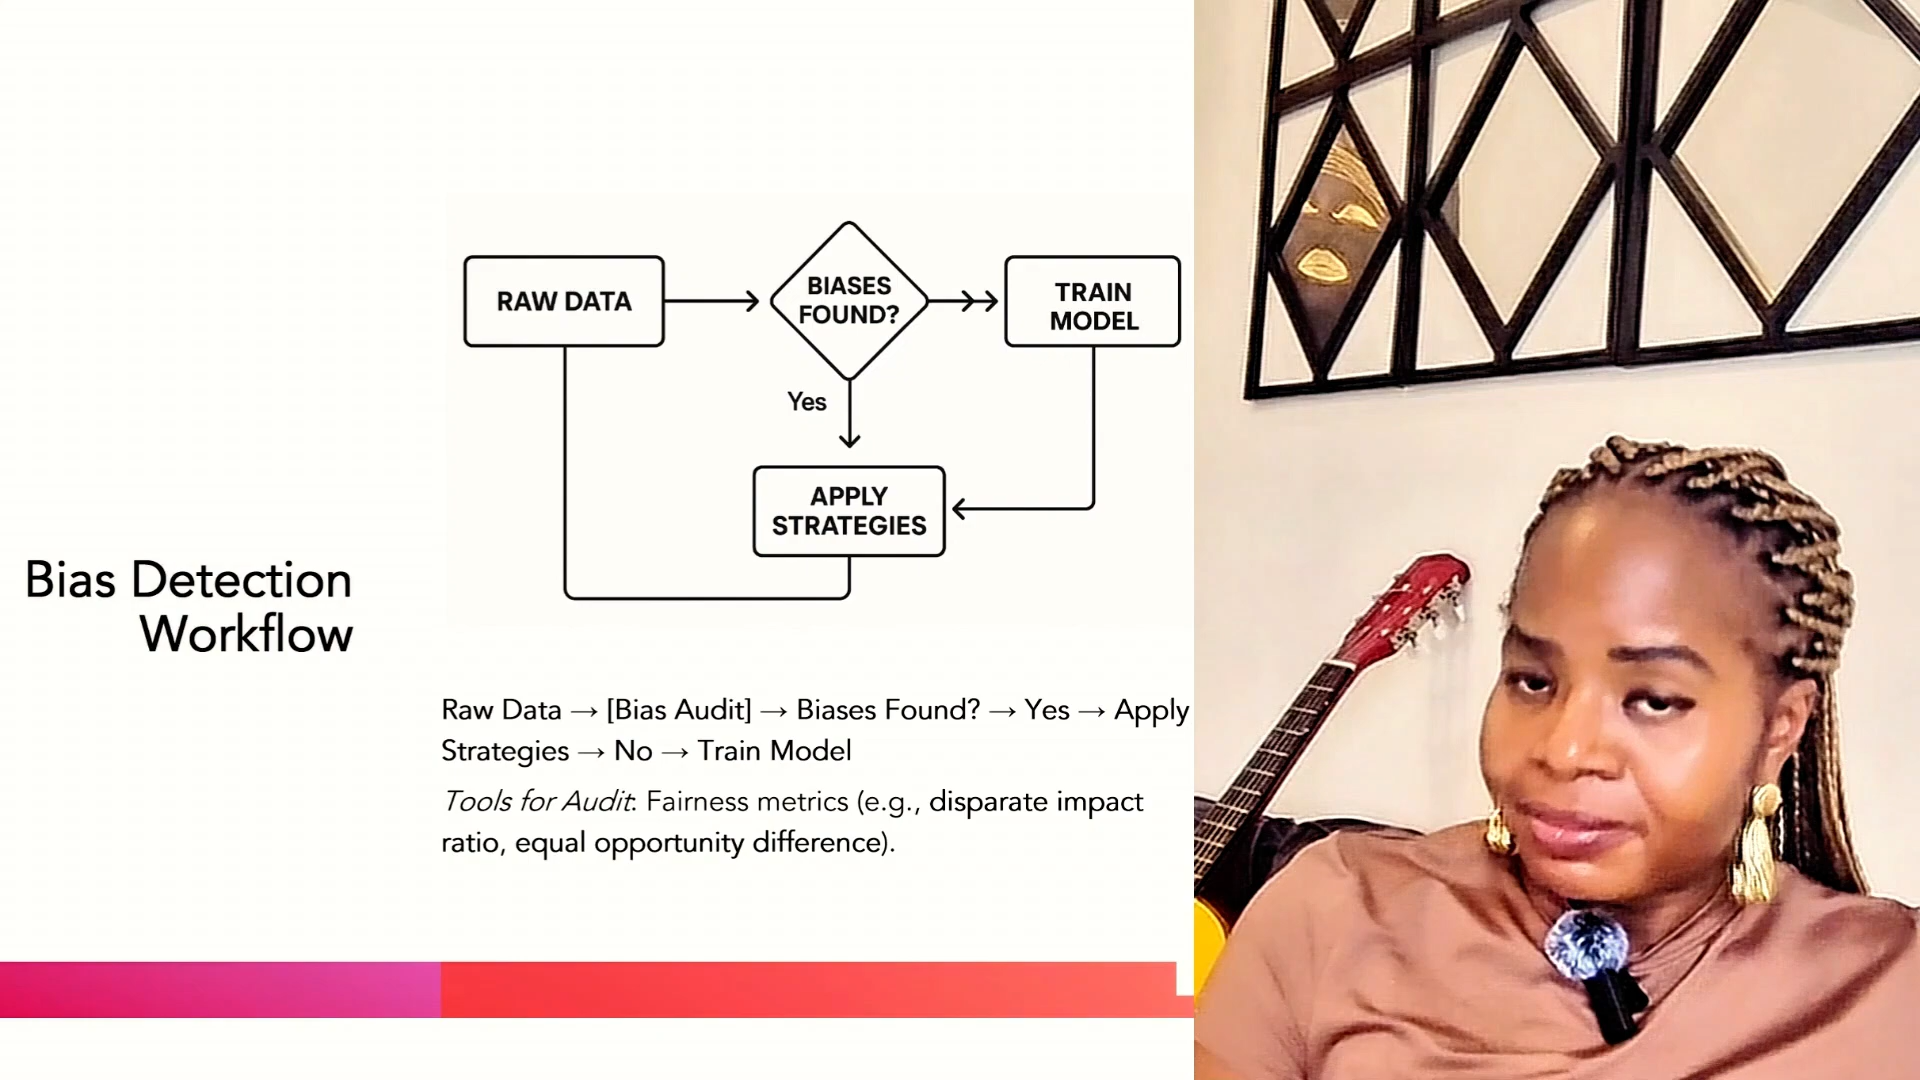 RAW DATA
BIASES
FOUND?
TRAIN
MODEL
Yes
APPLY
STRATEGIES
Bias Detection
Workflow
Raw Data → [Bias Audit] → Biases Found? → Yes → Apply
Strategies → No → Train Model
Tools for Audit: Fairness metrics (e.g., disparate impact
ratio, equal opportunity difference).